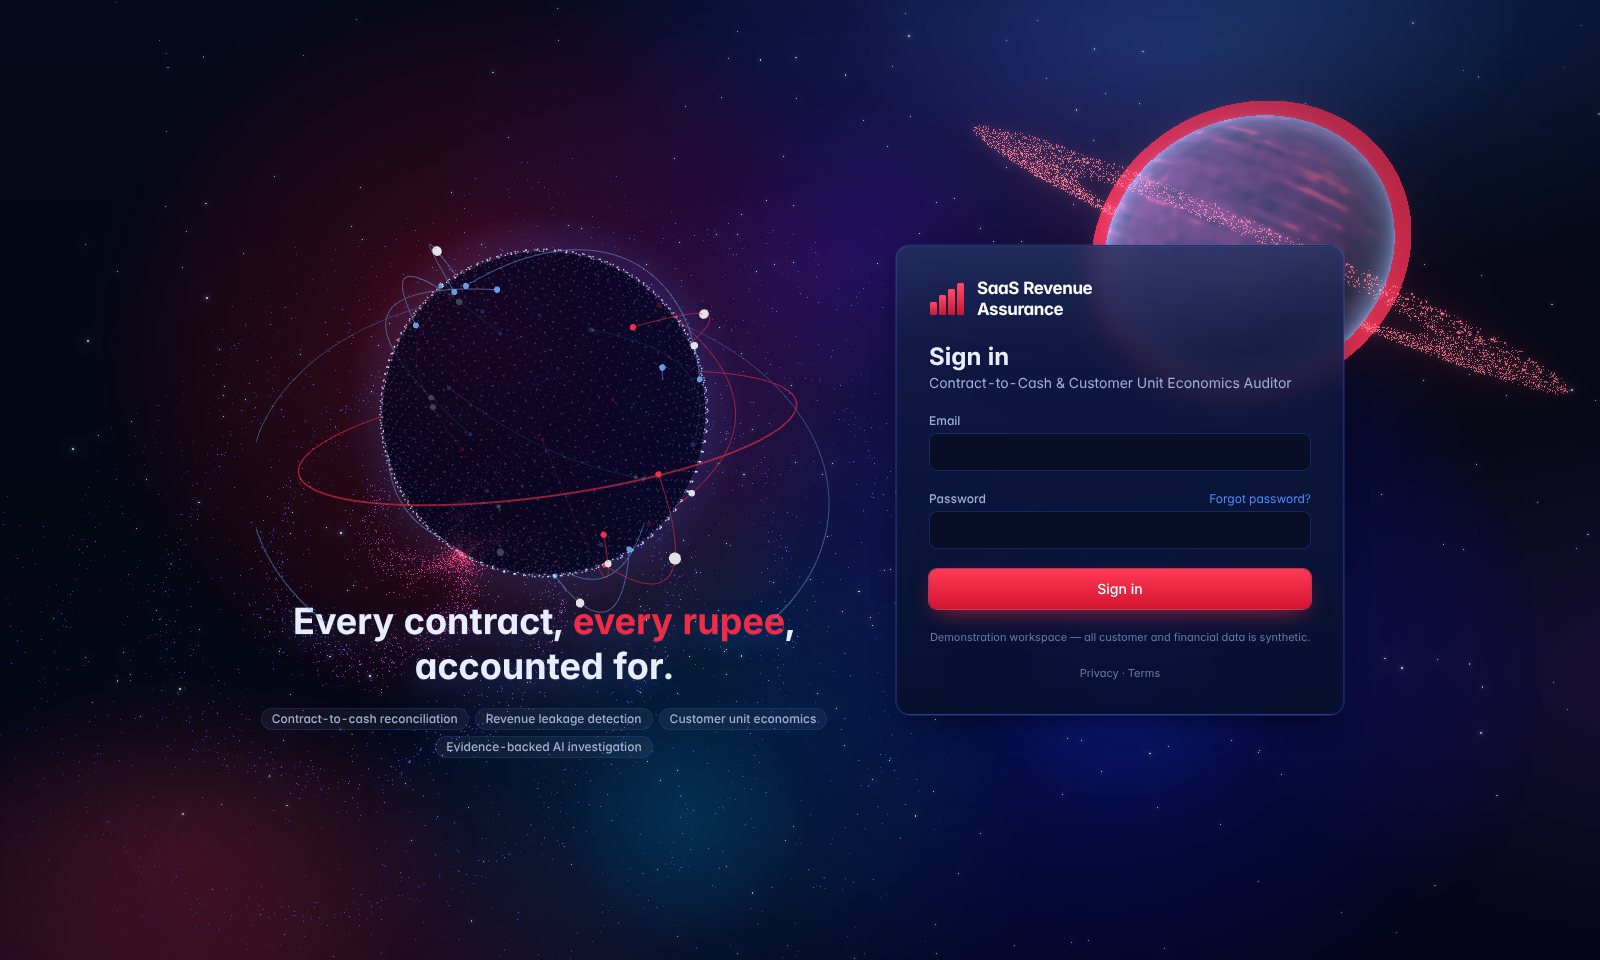 SaaS Revenue
Assurance
Sign in
Contract-to-Cash & Customer Unit Economics Auditor
Email
Password
Forgot password?
Sign in
Demonstration workspace — all customer and financial data is synthetic.
Privacy · Terms
Every contract, every rupee,
accounted for.
Contract-to-cash reconciliation
Revenue leakage detection
Customer unit economics
Evidence-backed AI investigation